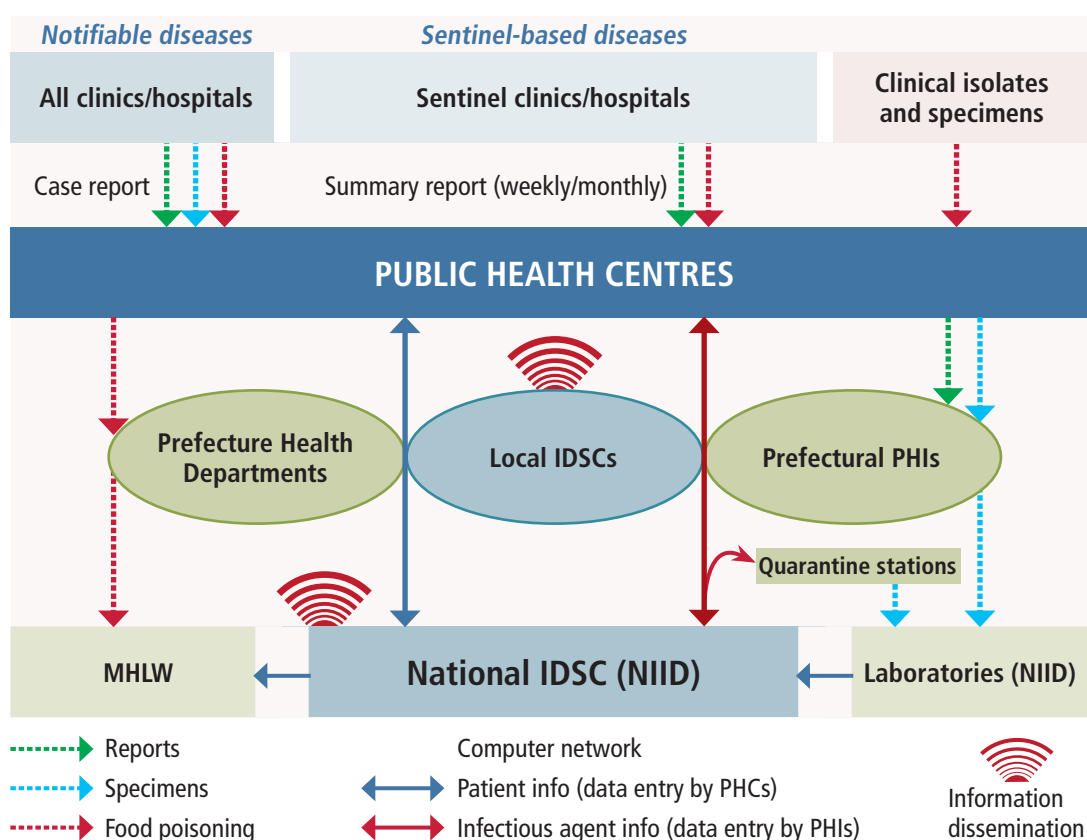 Notifiable diseases
Sentinel-based diseases
All clinics/hospitals
Sentinel clinics/hospitals
Clinical isolates
and specimens
Case report
Summary report (weekly/monthly)
PUBLIC HEALTH CENTRES
Prefecture Health
Departments
Local IDSCs
Prefectural PHIs
Quarantine stations
MHLW
National IDSC (NIID)
Laboratories (NIID)
Reports
Specimens
Food poisoning
Computer network
Patient info (data entry by PHCs)
Infectious agent info (data entry by PHIs)
Information
dissemination